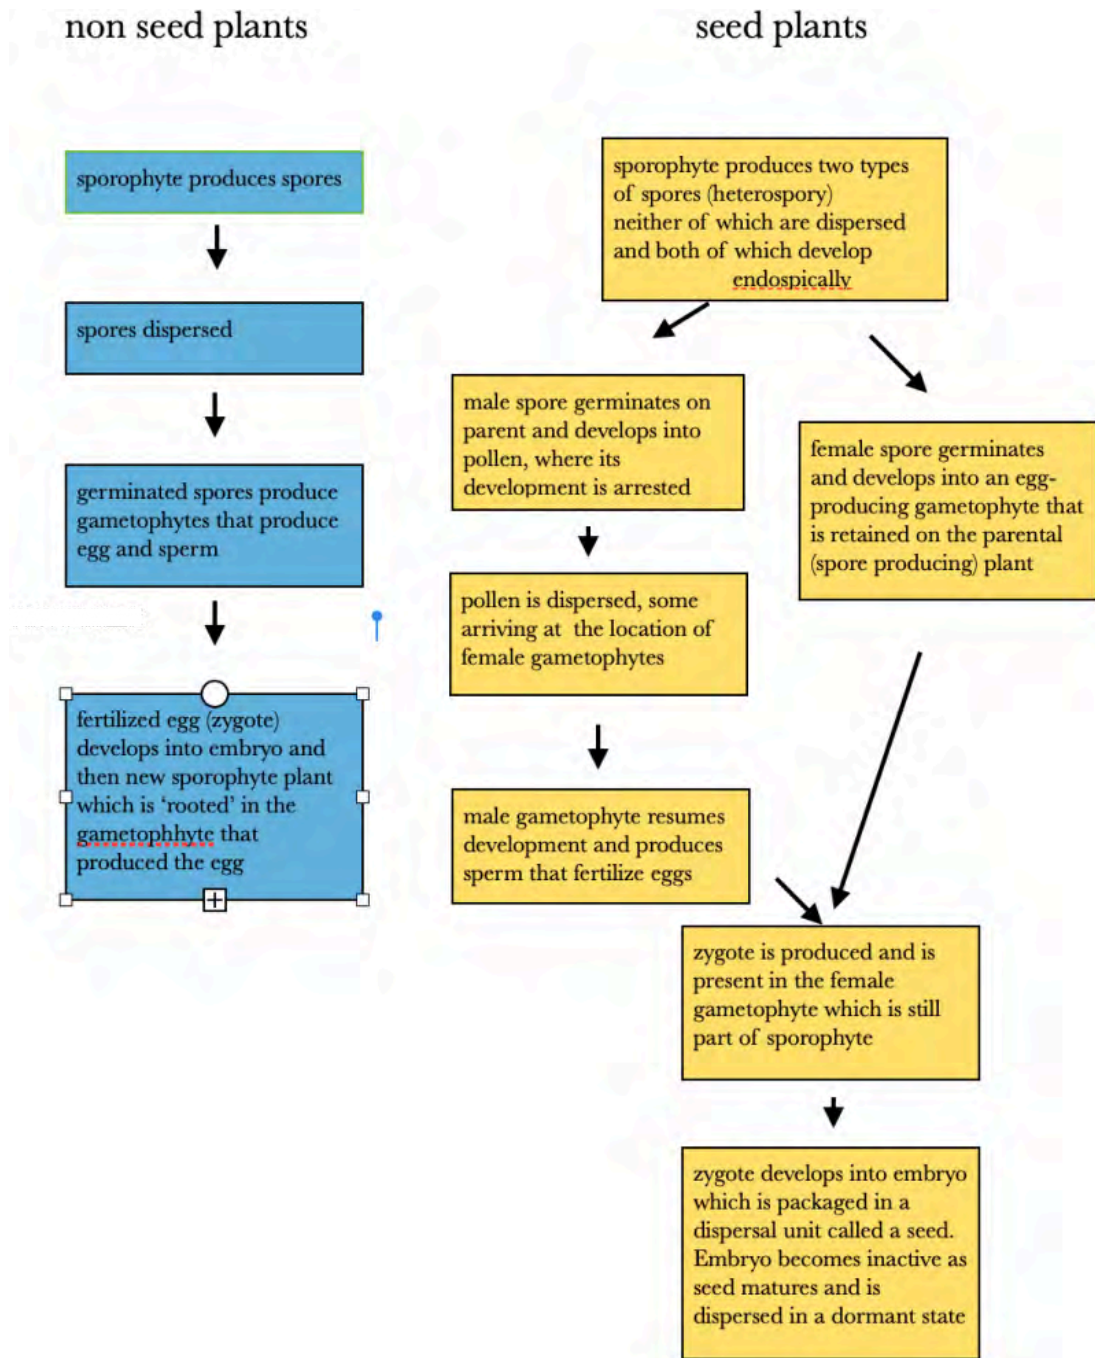 non seed plants
seed plants
sporophyte produces spores
spores dispersed
germinated spores produce
gametophytes that produce
egg and sperm
fertilized egg (zygote)
develops into embryo and
then new sporophyte plant
which is ‘rooted’ in the
gametophhyte that
produced the egg
sporophyte produces two types
of spores (heterospory)
neither of which are dispersed
and both of which develop
endospically
male spore germinates on
parent and develops into
pollen, where its
development is arrested
female spore germinates
and develops into an egg-
producing gametophyte that
is retained on the parental
(spore producing) plant
pollen is dispersed, some
arriving at the location of
female gametophytes
male gametophyte resumes
development and produces
sperm that fertilize eggs
zygote is produced and is
present in the female
gametophyte which is still
part of sporophyte
zygote develops into embryo
which is packaged in a
dispersal unit called a seed.
Embryo becomes inactive as
seed matures and is
dispersed in a dormant state